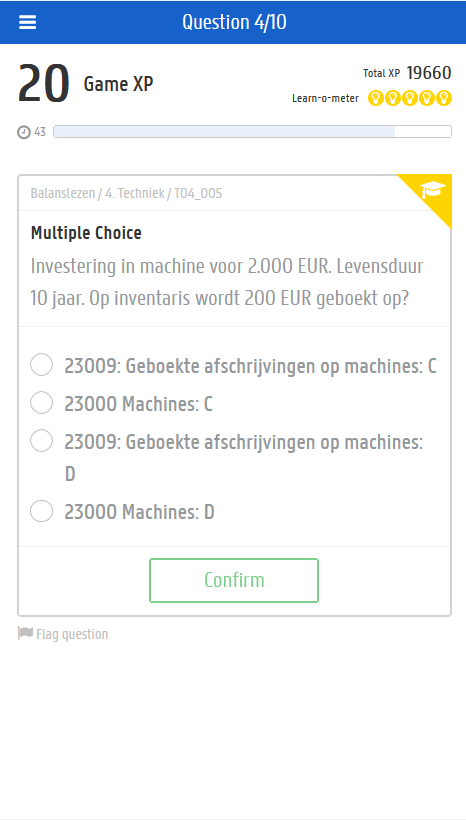 Question 4/10
20 Game XP
Total XP 19660
Learn-o-meter
43
Balanslezen / 4. Techniek / T04_005
Multiple Choice
Investering in machine voor 2.000 EUR. Levensduur
10 jaar. Op inventaris wordt 200 EUR geboekt op?
23009: Geboekte afschrijvingen op machines: C
23000 Machines: C
23009: Geboekte afschrijvingen op machines:
D
23000 Machines: D
Confirm
Flag question